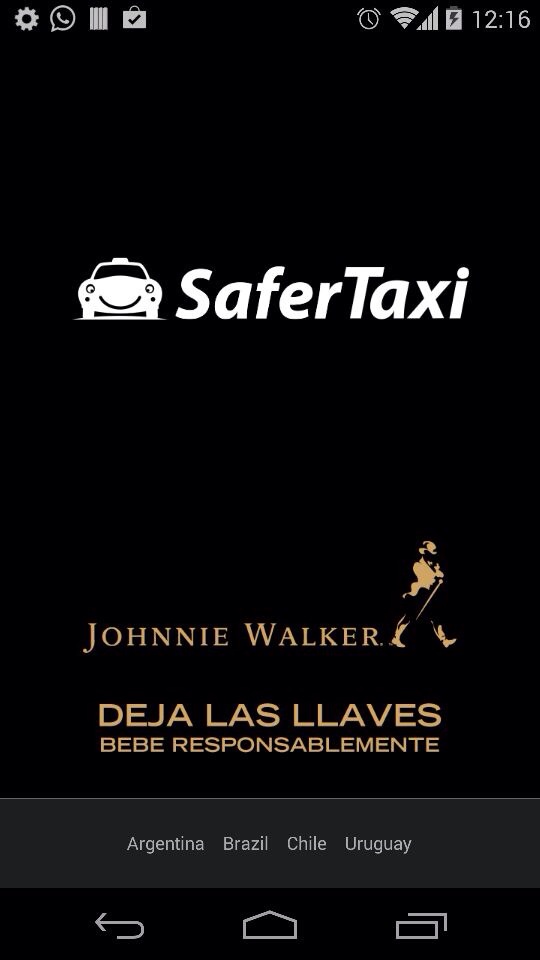 12:16
SaferTaxi
JOHNNIE WALKER.
DEJA LAS LLAVES
BEBE RESPONSABLEMENTE
Argentina Brazil Chile Uruguay